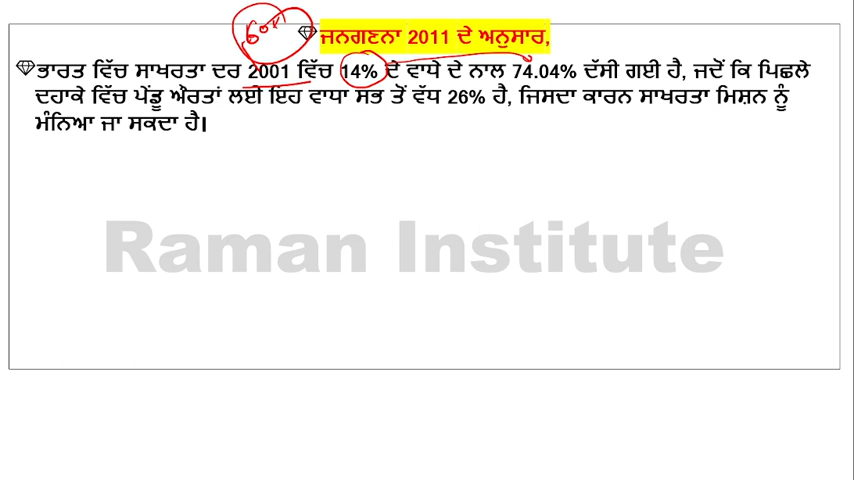 ਜਨਗਣਨਾ 2011 ਦੇ ਅਨੁਸਾਰ,
ਭਾਰਤ ਵਿੱਚ ਸਾਖਰਤਾ ਦਰ 2001 ਵਿੱਚ 14% ਦੇ ਵਾਧੇ ਦੇ ਨਾਲ 74.04% ਦੱਸੀ ਗਈ ਹੈ, ਜਦੋਂ ਕਿ ਪਿਛਲੇ
ਦਹਾਕੇ ਵਿੱਚ ਪੇਂਡੂ ਔਰਤਾਂ ਲਈ ਇਹ ਵਾਧਾ ਸਭ ਤੋਂ ਵੱਧ 26% ਹੈ, ਜਿਸਦਾ ਕਾਰਨ ਸਾਖਰਤਾ ਮਿਸ਼ਨ ਨੂੰ
ਮੰਨਿਆ ਜਾ ਸਕਦਾ ਹੈ।
Raman Institute